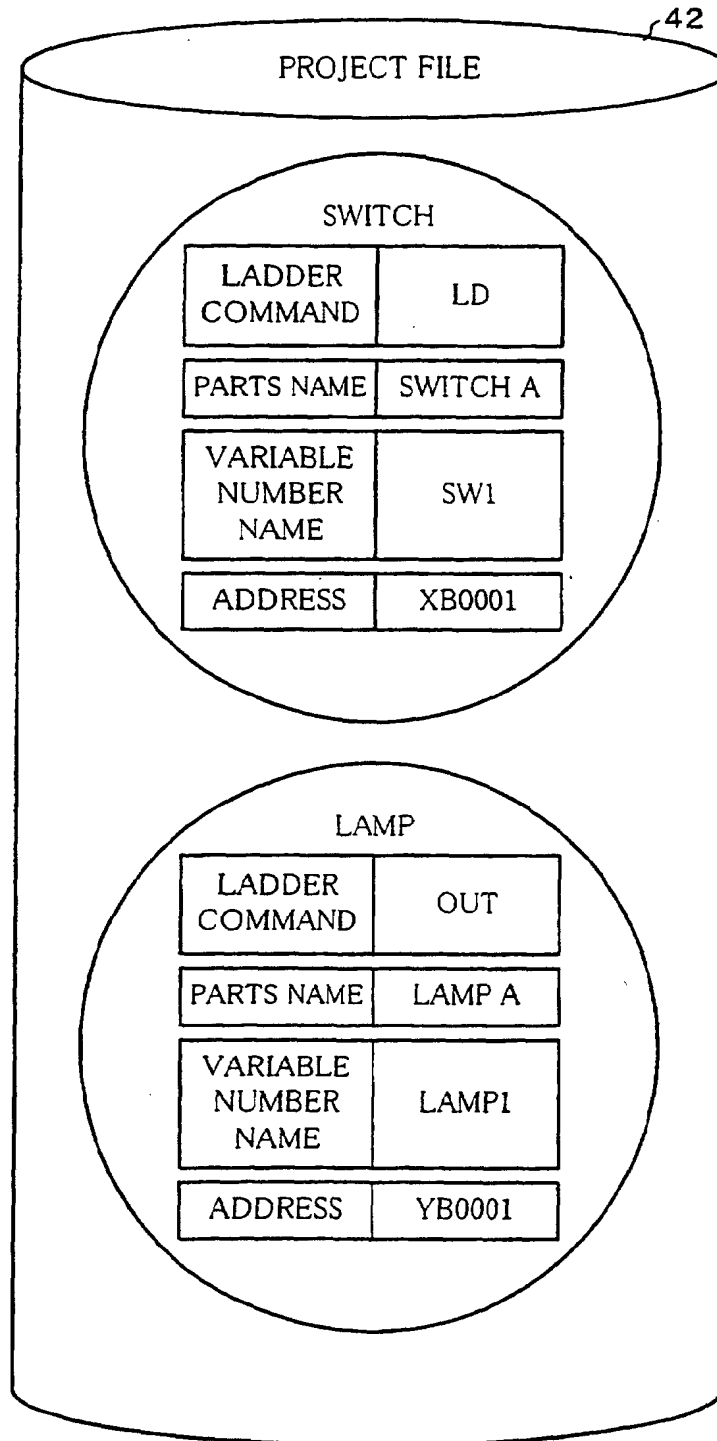 42
PROJECT FILE
SWITCH
LADDER
COMMAND
LD
PARTS NAME
SWITCH A
VARIABLE
NUMBER
NAME
SW1
ADDRESS
XB0001
LAMP
LADDER
COMMAND
OUT
PARTS NAME
LAMP A
VARIABLE
NUMBER
NAME
LAMP1
ADDRESS
YB0001